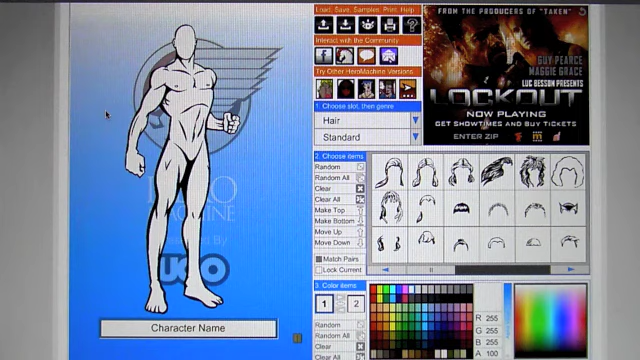 Load, Save, Samples, Print, Help
Interact with the Community
Try Other HeroMachine Versions
1. Choose slot, then genre
Hair
Standard
2. Choose items
Random
Random All
Clear
Clear All
Make Top
Make Bottom
Move Up
Move Down
Match Pairs
Lock Current
3. Color items
1
2
Random
Random All
Clear
R 255
G 255
B 255
A 100
FROM THE PRODUCERS OF "TAKEN"
GUY PEARCE
MAGGIE GRACE
LUC BESSON PRESENTS
LOCKOUT
NOW PLAYING
GET SHOWTIMES AND BUY TICKETS
ENTER ZIP
MACHINE
By
UGO
Character Name